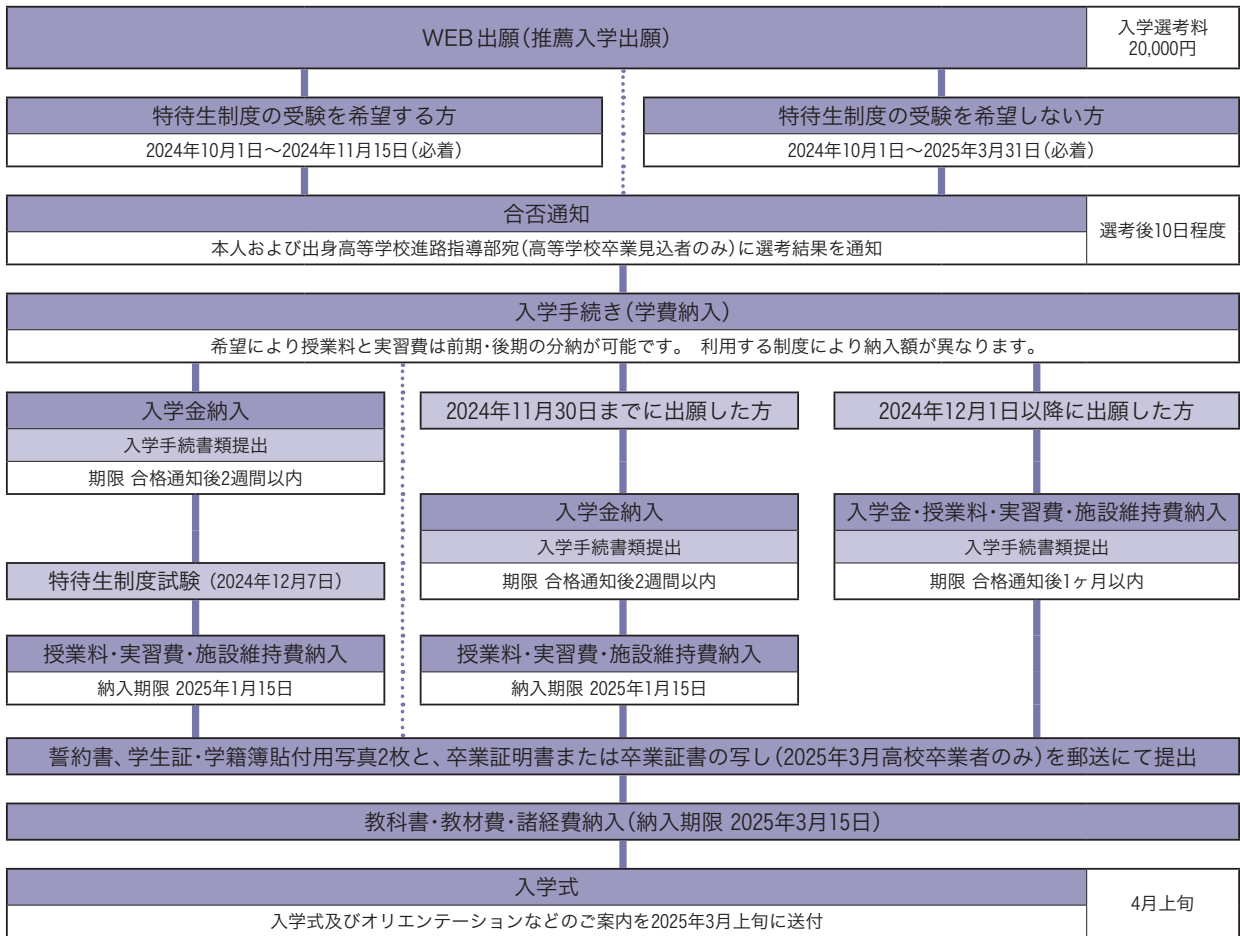 WEB出願（推薦入学出願）
入学選考料
20,000円
特待生制度の受験を希望する方
2024年10月1日～2024年11月15日（必着）
特待生制度の受験を希望しない方
2024年10月1日～2025年3月31日（必着）
合否通知
本人および出身高等学校進路指導部宛（高等学校卒業見込者のみ）に選考結果を通知
選考後10日程度
入学手続き（学費納入）
希望により授業料と実習費は前期・後期の分納が可能です。 利用する制度により納入額が異なります。
入学金納入
入学手続書類提出
期限 合格通知後2週間以内
特待生制度試験（2024年12月7日）
授業料・実習費・施設維持費納入
納入期限 2025年1月15日
2024年11月30日までに出願した方
入学金納入
入学手続書類提出
期限 合格通知後2週間以内
授業料・実習費・施設維持費納入
納入期限 2025年1月15日
2024年12月1日以降に出願した方
入学金・授業料・実習費・施設維持費納入
入学手続書類提出
期限 合格通知後1ヶ月以内
誓約書、学生証・学籍簿貼付用写真2枚と、卒業証明書または卒業証書の写し（2025年3月高校卒業者のみ）を郵送にて提出
教科書・教材費・諸経費納入（納入期限 2025年3月15日）
入学式
入学式及びオリエンテーションなどのご案内を2025年3月上旬に送付
4月上旬